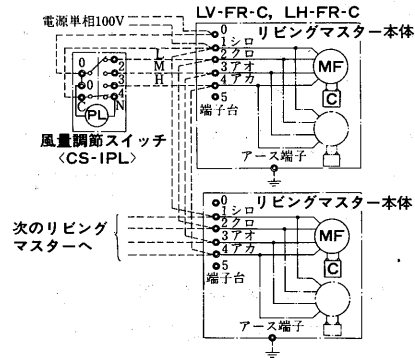 LV-FR-C, LH-FR-C
電源単相100V
リビングマスター本体
0
1 シロ
2 クロ
3 アオ
4 アカ
5
端子台
アース端子
MF
C
L
M
H
0
2
0
3
4
C
N
PL
風量調節スイッチ
〈CS-1PL〉
リビングマスター本体
0
1 シロ
2 クロ
3 アオ
4 アカ
5
端子台
アース端子
MF
C
次のリビング
マスターへ